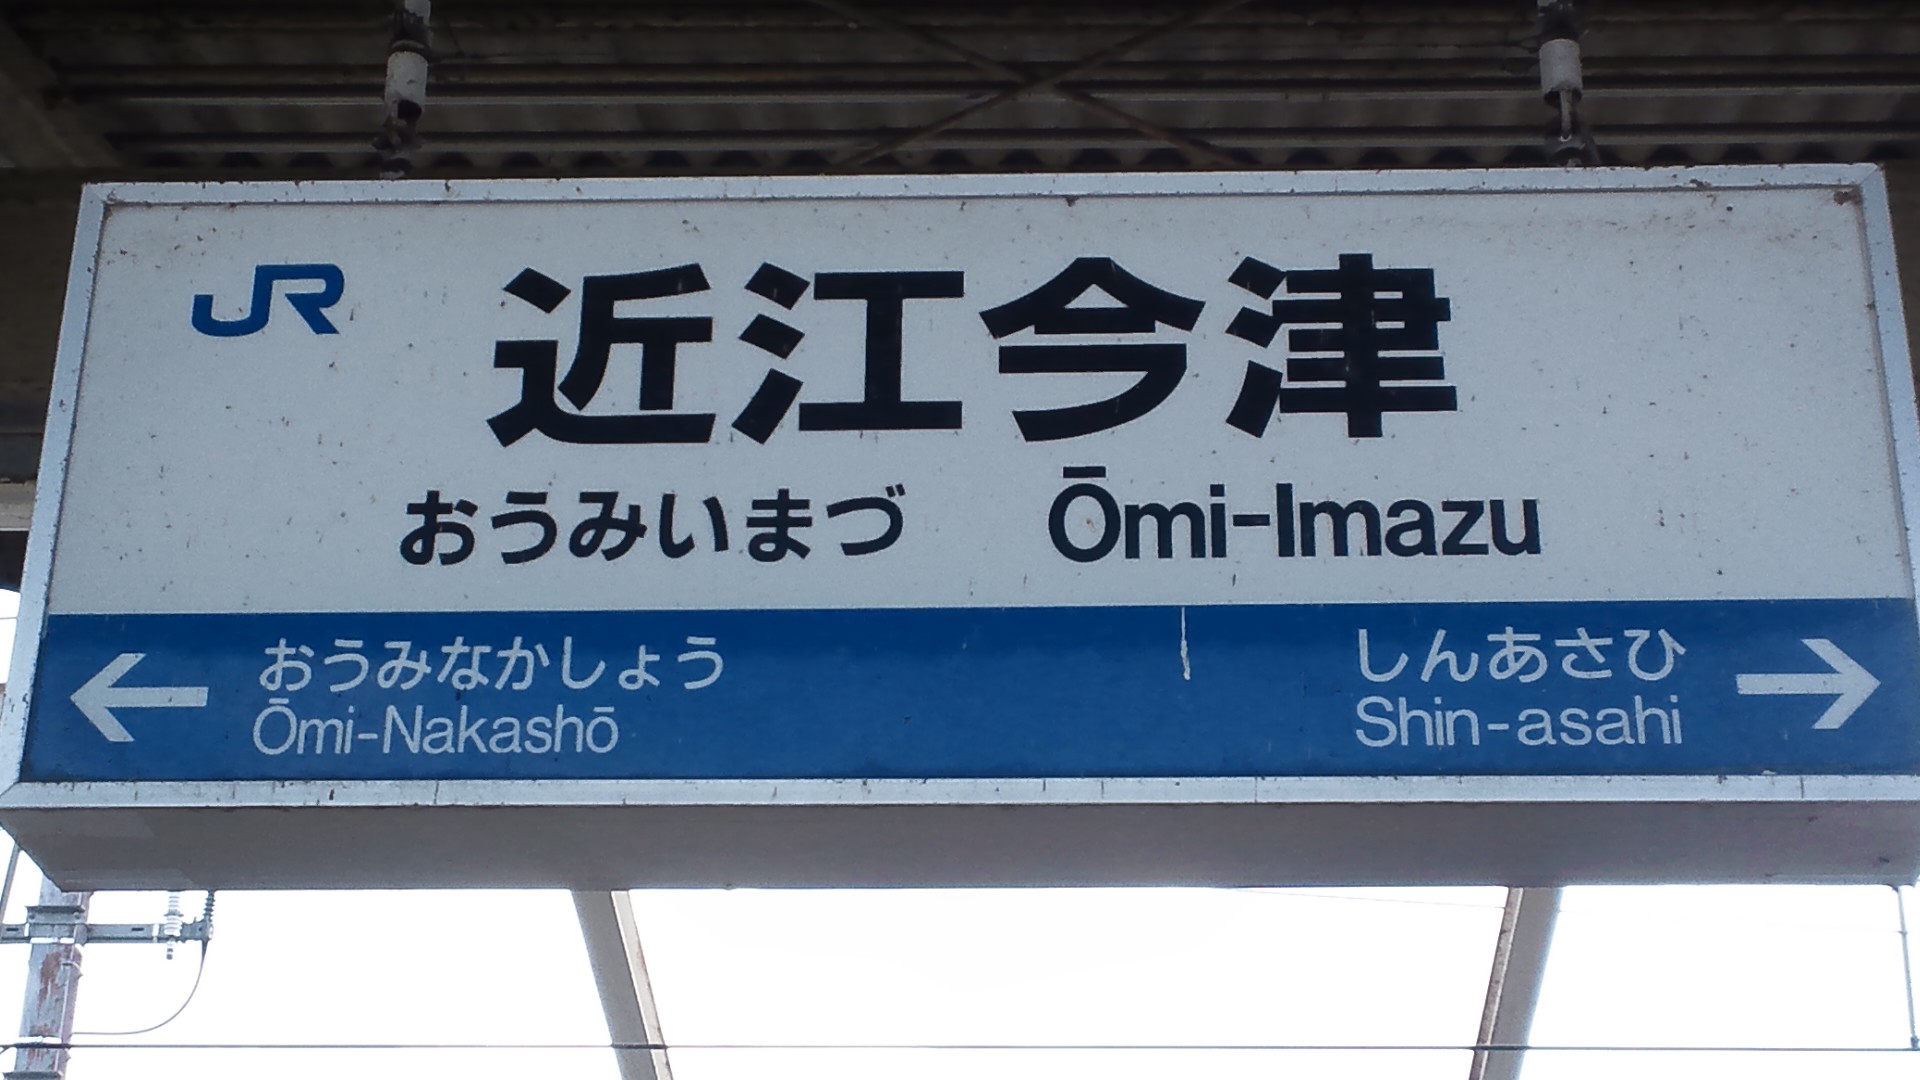 JR 近江今津
おうみいまづ Ōmi-Imazu
← おうみなかしょう
Ōmi-Nakashō
しんあさひ →
Shin-asahi